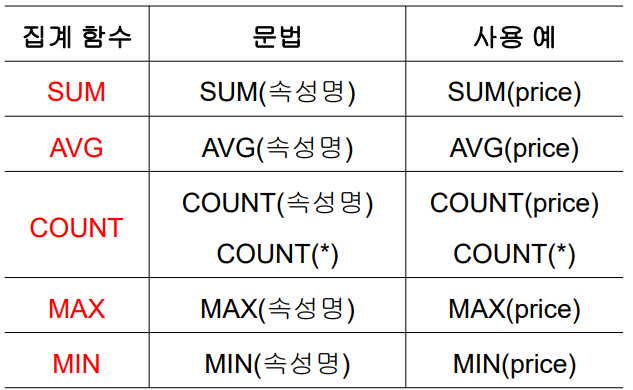 집계 함수 문법 사용 예
SUM SUM(속성명) SUM(price)
AVG AVG(속성명) AVG(price)
COUNT COUNT(속성명) COUNT(price)
COUNT(*) COUNT(*)
MAX MAX(속성명) MAX(price)
MIN MIN(속성명) MIN(price)